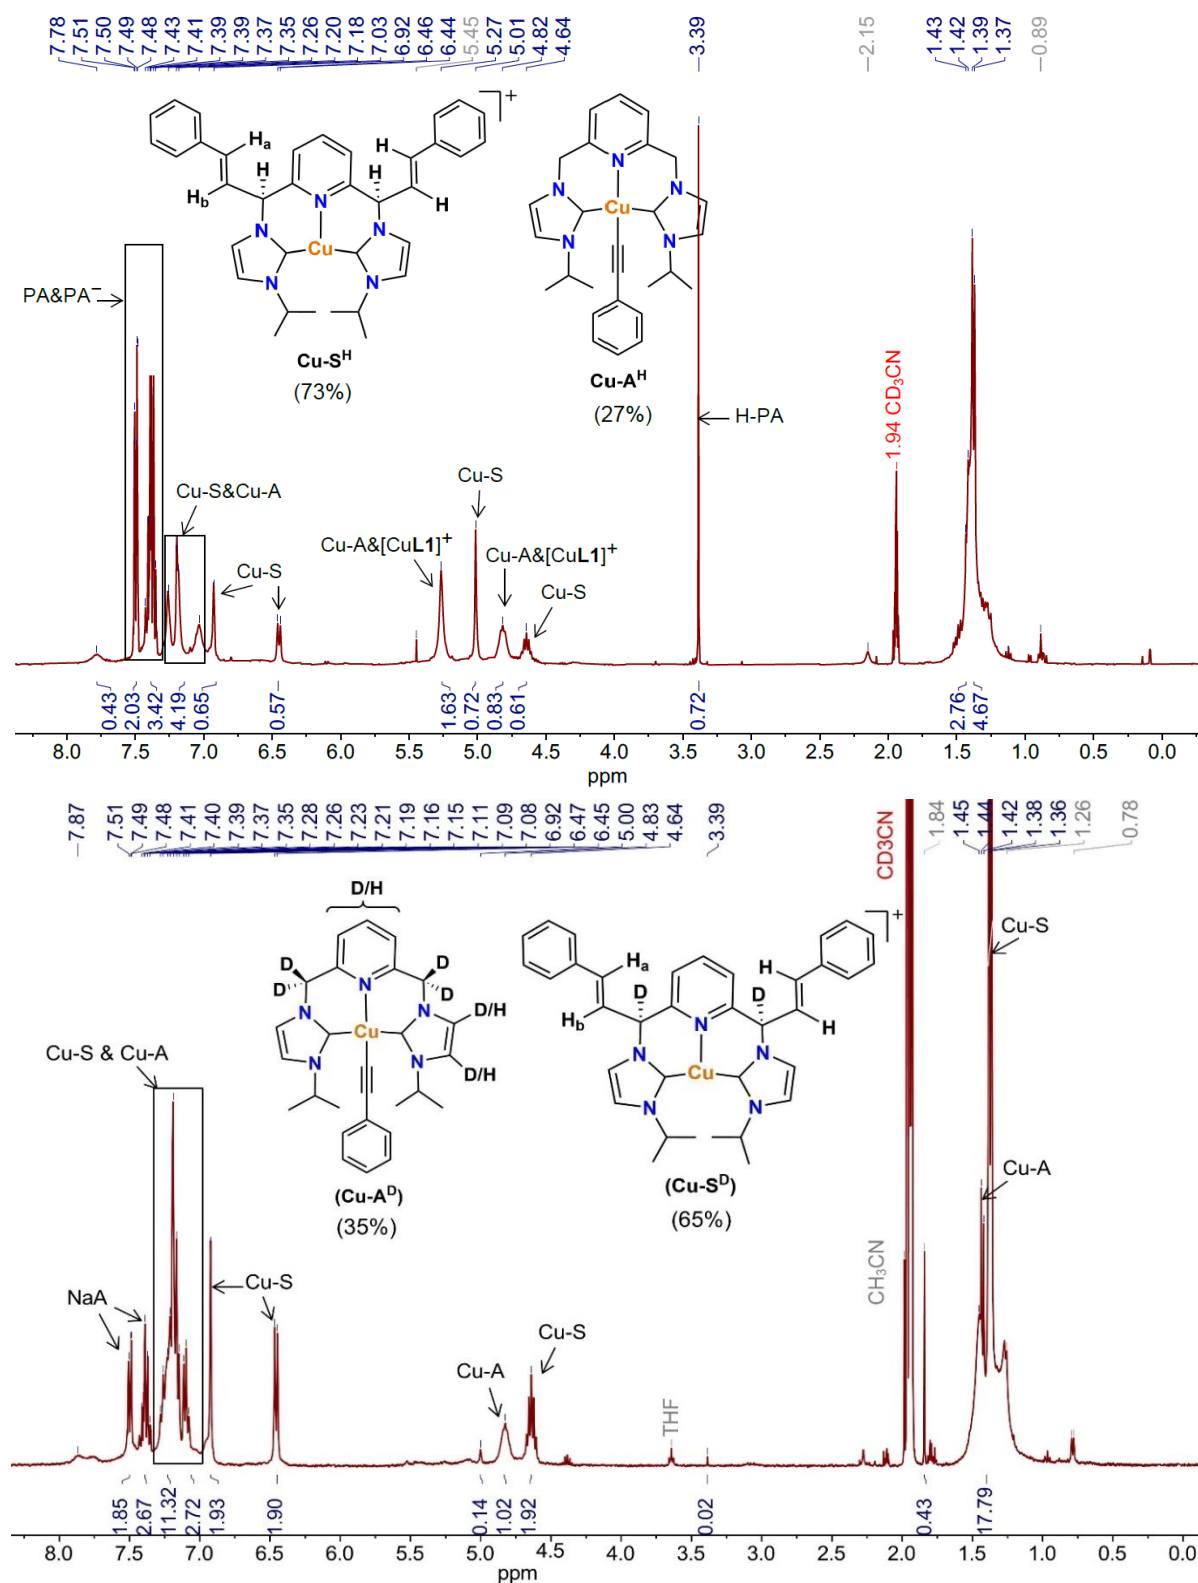 7.78 7.51 7.50 7.49 7.48 7.43 7.41 7.39 7.39 7.37 7.35 7.26 7.20 7.18 7.03 6.92 6.46 6.44 5.45 5.27 5.01 4.82 4.64 3.39 2.15 1.43 1.42 1.39 1.37 0.89
+
Hₐ H H H
H_b N H
N N
Cu Cu
N N N N
N N
PA&PA⁻
Cu-Sᴴ
(73%)
Cu-Aᴴ
(27%)
H-PA
1.94 CD₃CN
Cu-S&Cu-A
Cu-S
Cu-A&[CuL1]⁺
Cu-S
Cu-A&[CuL1]⁺
Cu-S
0.43 2.03 3.42 4.19 0.65 0.57 1.63 0.72 0.83 0.61 0.72 2.76 4.67
8.0 7.5 7.0 6.5 6.0 5.5 5.0 4.5 4.0 3.5 3.0 2.5 2.0 1.5 1.0 0.5 0.0
ppm
7.87 7.51 7.49 7.48 7.41 7.40 7.39 7.37 7.35 7.28 7.26 7.23 7.21 7.19 7.16 7.15 7.11 7.09 7.08 6.92 6.47 6.45 5.00 4.83 4.64 3.39 CD3CN 1.84 1.45 1.44 1.42 1.38 1.36 1.26 0.78
D/H
+
D D Hₐ H
D N D D D
N N D/H H_b N H
Cu N N
N N D/H Cu
N N
Cu-S & Cu-A
Cu-S
Cu-A
(Cu-Aᴰ)
(35%)
(Cu-Sᴰ)
(65%)
CH₃CN
NaA
Cu-S
Cu-A
Cu-S
THF
1.85 2.67 11.32 2.72 1.93 1.90 0.14 1.02 1.92 0.02 0.43 17.79
8.0 7.5 7.0 6.5 6.0 5.5 5.0 4.5 4.0 3.5 3.0 2.5 2.0 1.5 1.0 0.5 0.0
ppm